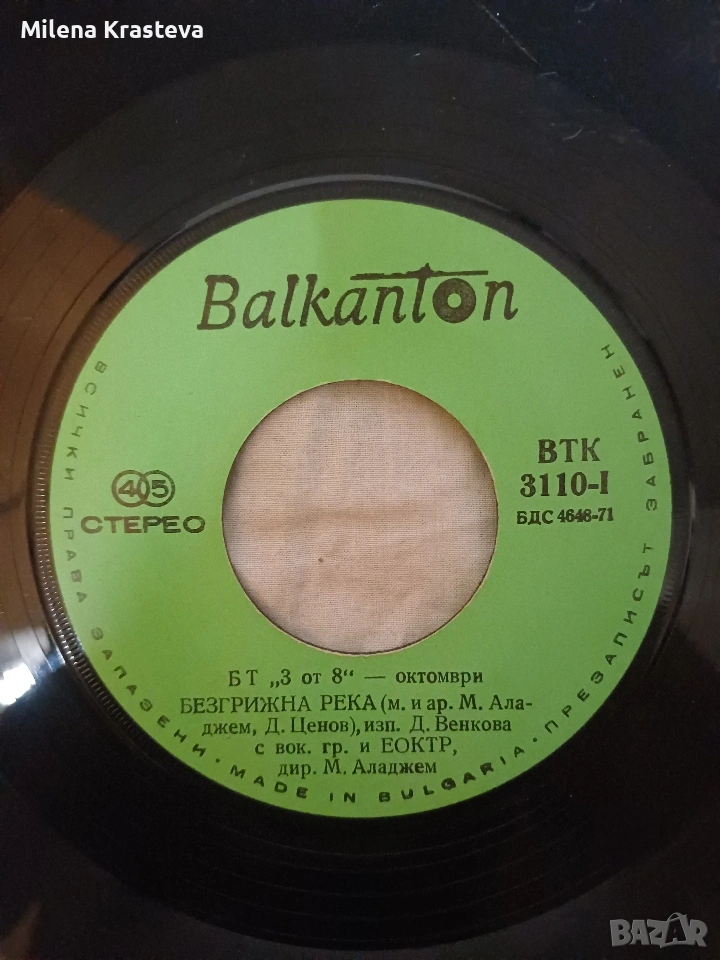 Milena Krasteva
Balkanton
45
СТЕРЕО
ВТК
3110-I
БДС 4646-71
БТ „3 от 8“ — октомври
БЕЗГРИЖНА РЕКА (м. и ар. М. Ала-
джем, Д. Ценов), изп. Д. Венкова
с вок. гр. и ЕОКТР,
дир. М. Аладжем
ВСИЧКИ ПРАВА ЗАПАЗЕНИ · MADE IN BULGARIA · ПРЕЗАПИСЪТ ЗАБРАНЕН
BAZAR